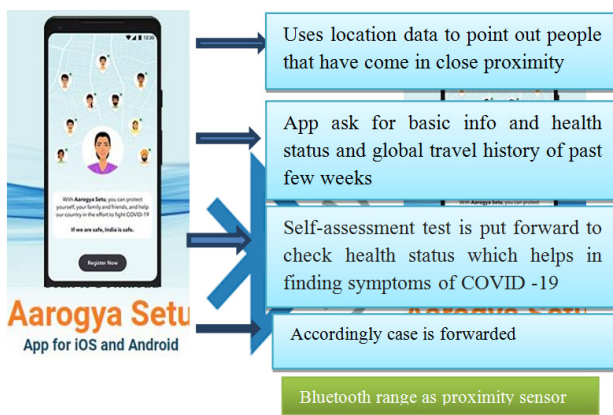 With Aarogya Setu, you can protect
yourself, your family and friends, and help
our country in the effort to fight COVID-19
If we are safe, India is safe.
Register Now
Aarogya Setu
App for iOS and Android
Uses location data to point out people
that have come in close proximity
App ask for basic info and health
status and global travel history of past
few weeks
Self-assessment test is put forward to
check health status which helps in
finding symptoms of COVID -19
Accordingly case is forwarded
Bluetooth range as proximity sensor